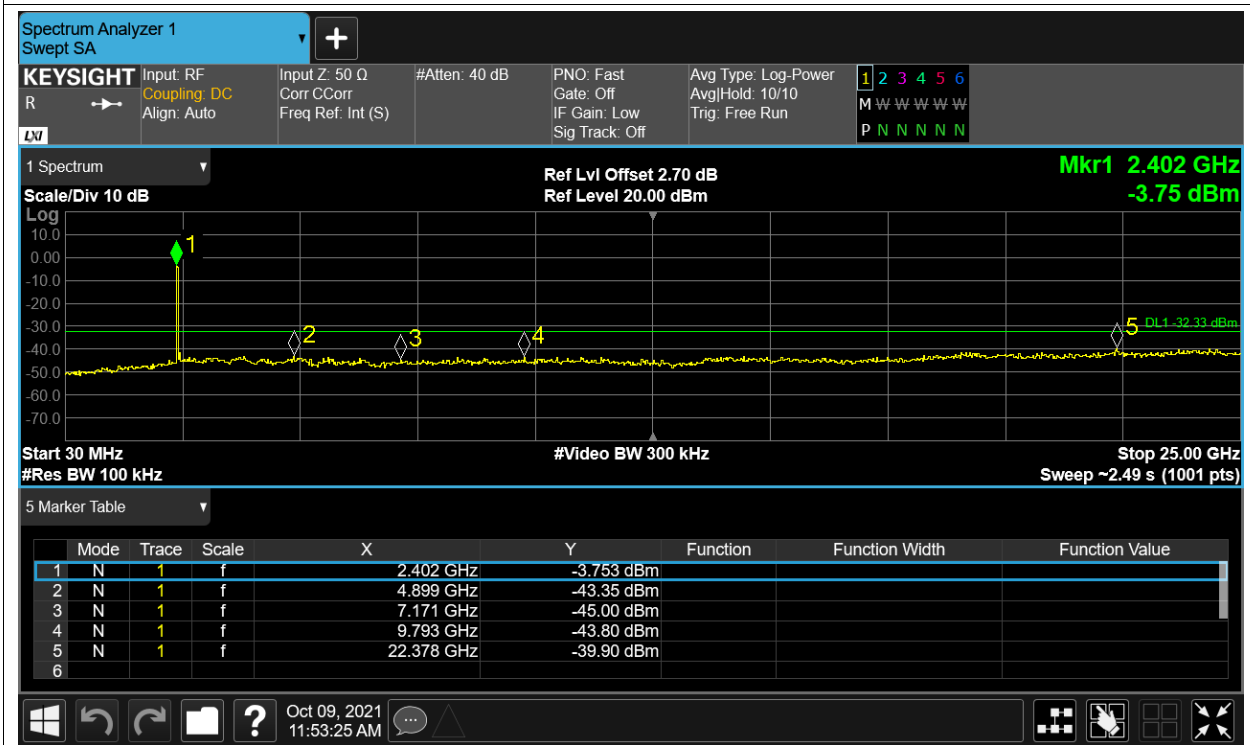 Spectrum Analyzer 1
Swept SA
+
KEYSIGHT Input: RF Input Z: 50 Ω #Atten: 40 dB PNO: Fast Avg Type: Log-Power 1 2 3 4 5 6
R Coupling: DC Corr CCorr Gate: Off Avg|Hold: 10/10 M W W W W W W
Align: Auto Freq Ref: Int (S) IF Gain: Low Trig: Free Run
LXI Sig Track: Off P N N N N N N
1 Spectrum Ref Lvl Offset 2.70 dB Mkr1 2.402 GHz
Scale/Div 10 dB Ref Level 20.00 dBm -3.75 dBm
Log
10.0
1
0.00
-10.0
-20.0
-30.0
2 3 4 5 DL1 -32.33 dBm
-40.0
-50.0
-60.0
-70.0
Start 30 MHz #Video BW 300 kHz Stop 25.00 GHz
#Res BW 100 kHz Sweep ~2.49 s (1001 pts)
5 Marker Table
Mode Trace Scale X Y Function Function Width Function Value
1 N 1 f 2.402 GHz -3.753 dBm
2 N 1 f 4.899 GHz -43.35 dBm
3 N 1 f 7.171 GHz -45.00 dBm
4 N 1 f 9.793 GHz -43.80 dBm
5 N 1 f 22.378 GHz -39.90 dBm
6
? Oct 09, 2021
11:53:25 AM